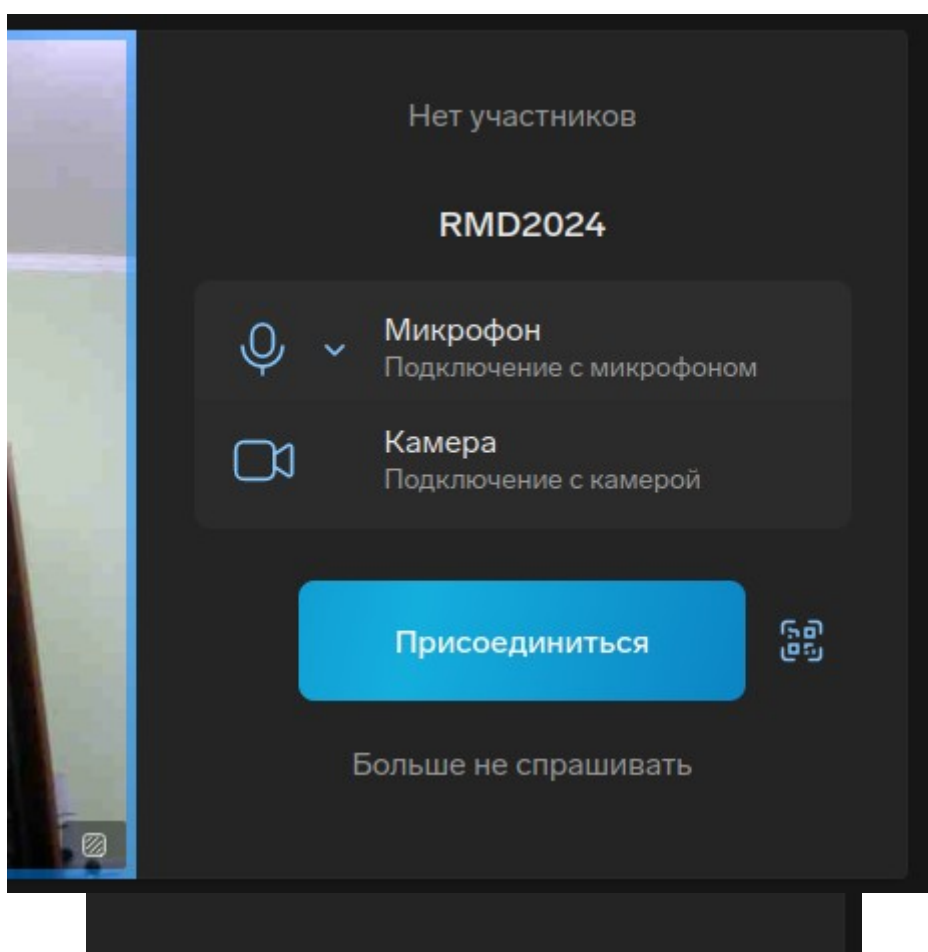 Нет участников
RMD2024
Микрофон
Подключение с микрофоном
Камера
Подключение с камерой
Присоединиться
Больше не спрашивать